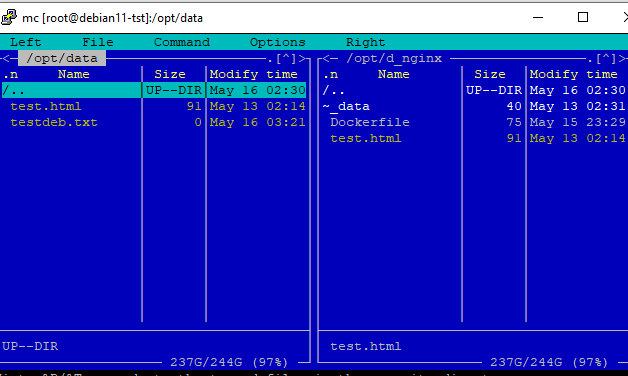 mc [root@debian11-tst]:/opt/data
Left File Command Options Right
<─ /opt/data .[^]> <─ /opt/d_nginx .[^]>
.n Name Size Modify time .n Name Size Modify time
/.. UP--DIR May 16 02:30 /.. UP--DIR May 16 02:30
test.html 91 May 13 02:14 ~_data 40 May 13 02:31
testdeb.txt 0 May 16 03:21 Dockerfile 75 May 15 23:29
test.html 91 May 13 02:14
UP--DIR test.html
237G/244G (97%) 237G/244G (97%)